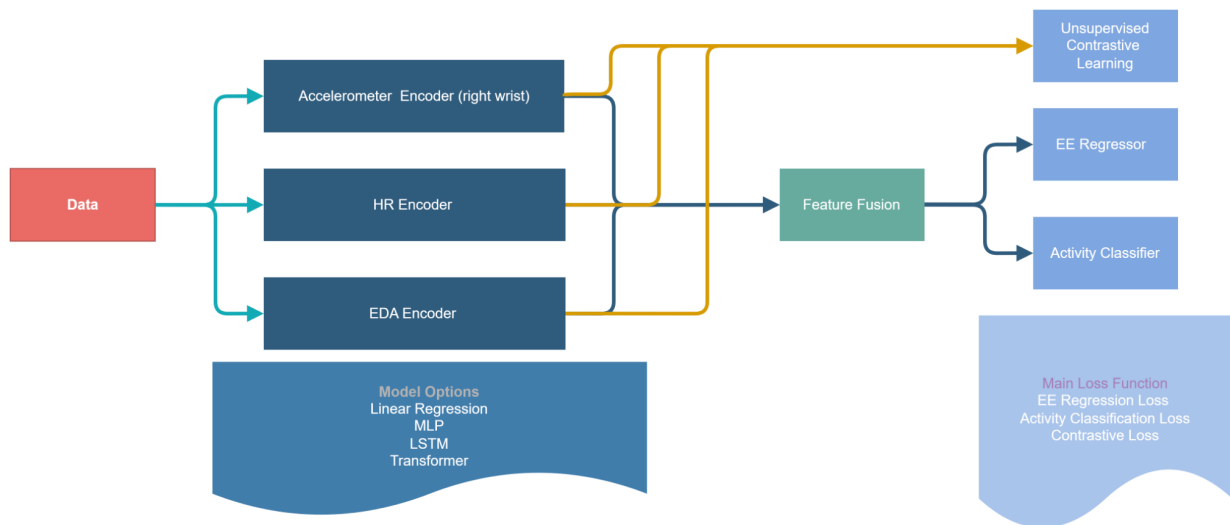 Unsupervised
Contrastive
Learning
Accelerometer Encoder (right wrist)
EE Regressor
Data
HR Encoder
Feature Fusion
Activity Classifier
EDA Encoder
Model Options
Linear Regression
MLP
LSTM
Transformer
Main Loss Function
EE Regression Loss
Activity Classification Loss
Contrastive Loss